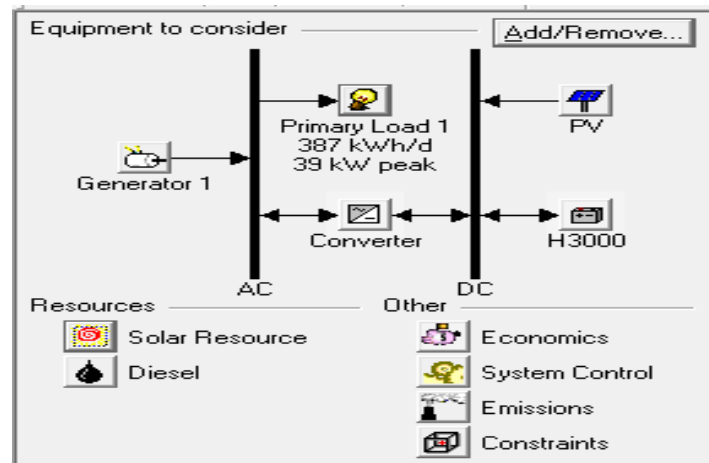 Equipment to consider
Add/Remove...
Primary Load 1
387 kWh/d
39 kW peak
PV
Generator 1
Converter
H3000
AC
DC
Resources
Other
Solar Resource
Economics
Diesel
System Control
Emissions
Constraints